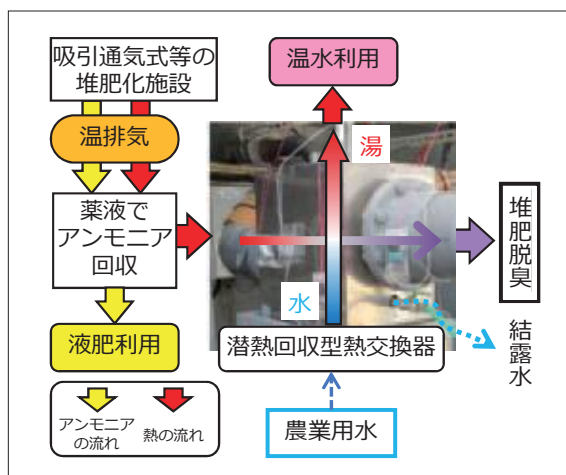 吸引通気式等の
堆肥化施設
温排気
薬液で
アンモニア
回収
液肥利用
アンモニア
の流れ
熱の流れ
温水利用
湯
水
潜熱回収型熱交換器
農業用水
堆肥脱臭
結露水